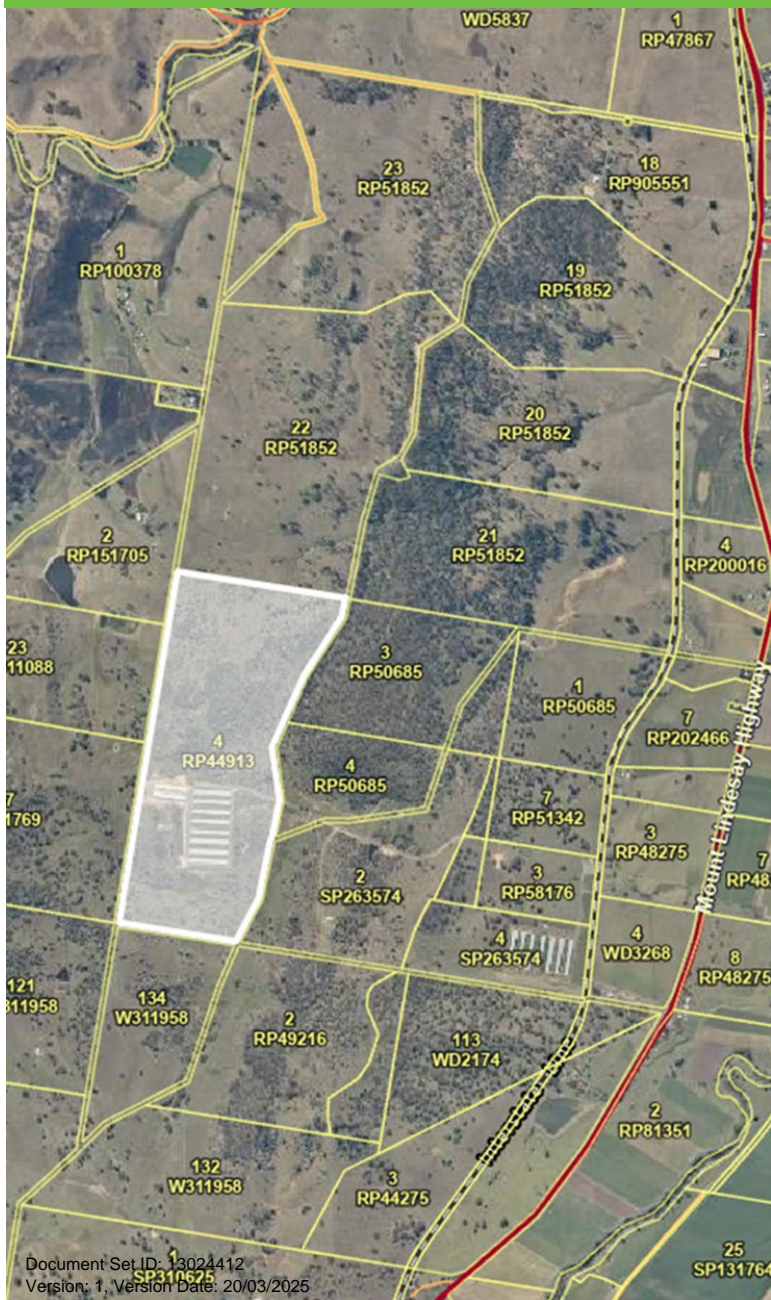 WD5837
1
RP47867
23
RP51852
18
RP905551
1
RP100378
19
RP51852
22
RP51852
20
RP51852
2
RP151705
21
RP51852
4
RP200016
23
11088
3
RP50685
1
RP50685
7
RP202466
4
RP44913
4
RP50685
7
1769
7
RP51342
3
RP48275
7
RP48
Mount Lindesay Highway
2
SP263574
3
RP58176
4
SP263574
4
WD3268
8
RP48275
121
311958
134
W311958
2
RP49216
113
WD2174
2
RP81351
132
W311958
3
RP44275
1
SP310625
25
SP131764
Document Set ID: 13024412
Version: 1, Version Date: 20/03/2025